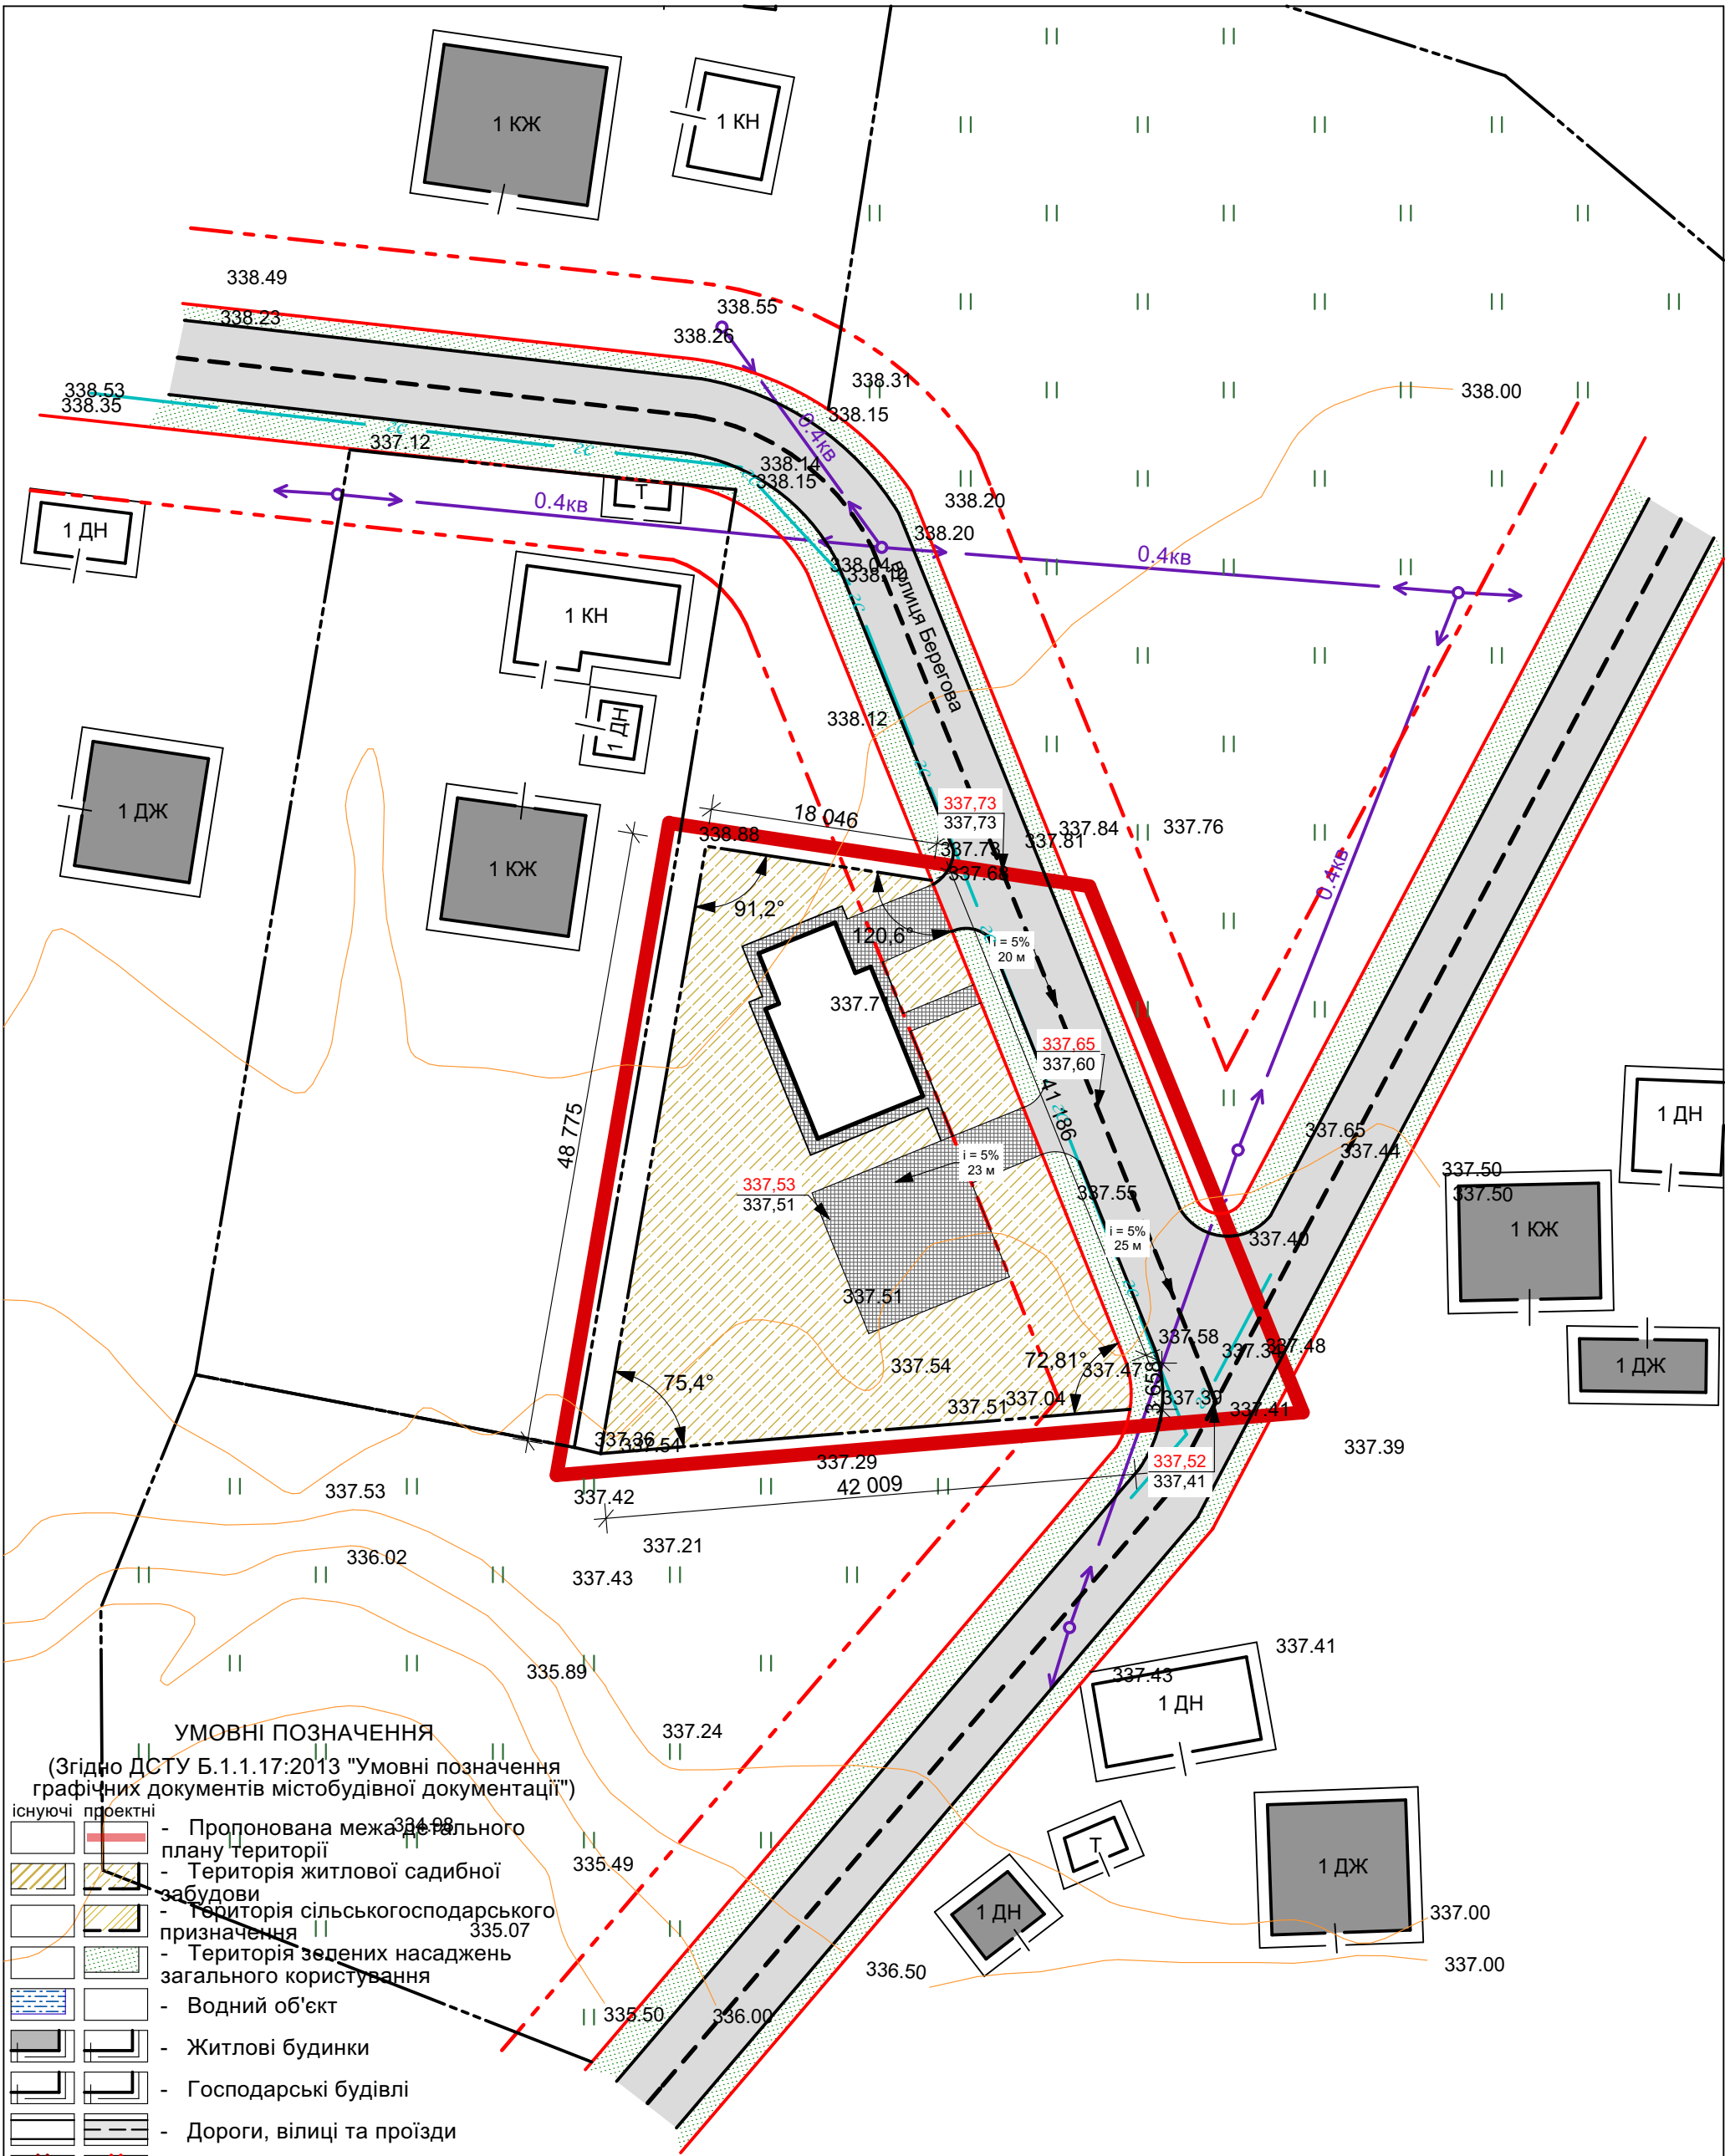 1 КЖ
1 КН
338.49
338.23
338.55
338.26
338.53
338.35
338.31
338.15
338.00
0.4кв
337.12
338.14
338.15
Т
0.4кв
338.20
338.20
1 ДН
0.4кв
338.10
вулиця Берегова
1 КН
1 ДН
338.12
1 ДЖ
1 КЖ
18 046
337,73
337,73
338.88
337.73
337.68
337.81
337.84
337.76
0.4кв
91,2°
120,6°
i = 5%
20 м
337,65
337,60
41 186
48 775
1 ДН
337.65
337.44
337.50
337.50
i = 5%
23 м
337,53
337,51
337.55
i = 5%
25 м
337.40
1 КЖ
337.51
337.58
337.34
337.48
1 ДЖ
337.54
72,81°
337.47
3 658
75,4°
337.51
337.04
337.39
337.41
337.36
337.54
337.29
337,52
337,41
337.39
337.53
337.42
42 009
337.21
336.02
337.43
335.89
337.41
337.43
1 ДН
337.24
УМОВНІ ПОЗНАЧЕННЯ
(Згідно ДСТУ Б.1.1.17:2013 "Умовні позначення
графічних документів містобудівної документації")
існуючі проектні
334.98
- Пропонована межа детального
плану території
- Територія житлової садибної
забудови
335.49
- Територія сільськогосподарського
призначення
335.07
- Територія зелених насаджень
загального користування
- Водний об'єкт
- Житлові будинки
- Господарські будівлі
- Дороги, вілиці та проїзди
335.50
336.00
336.50
Т
1 ДН
1 ДЖ
337.00
337.00